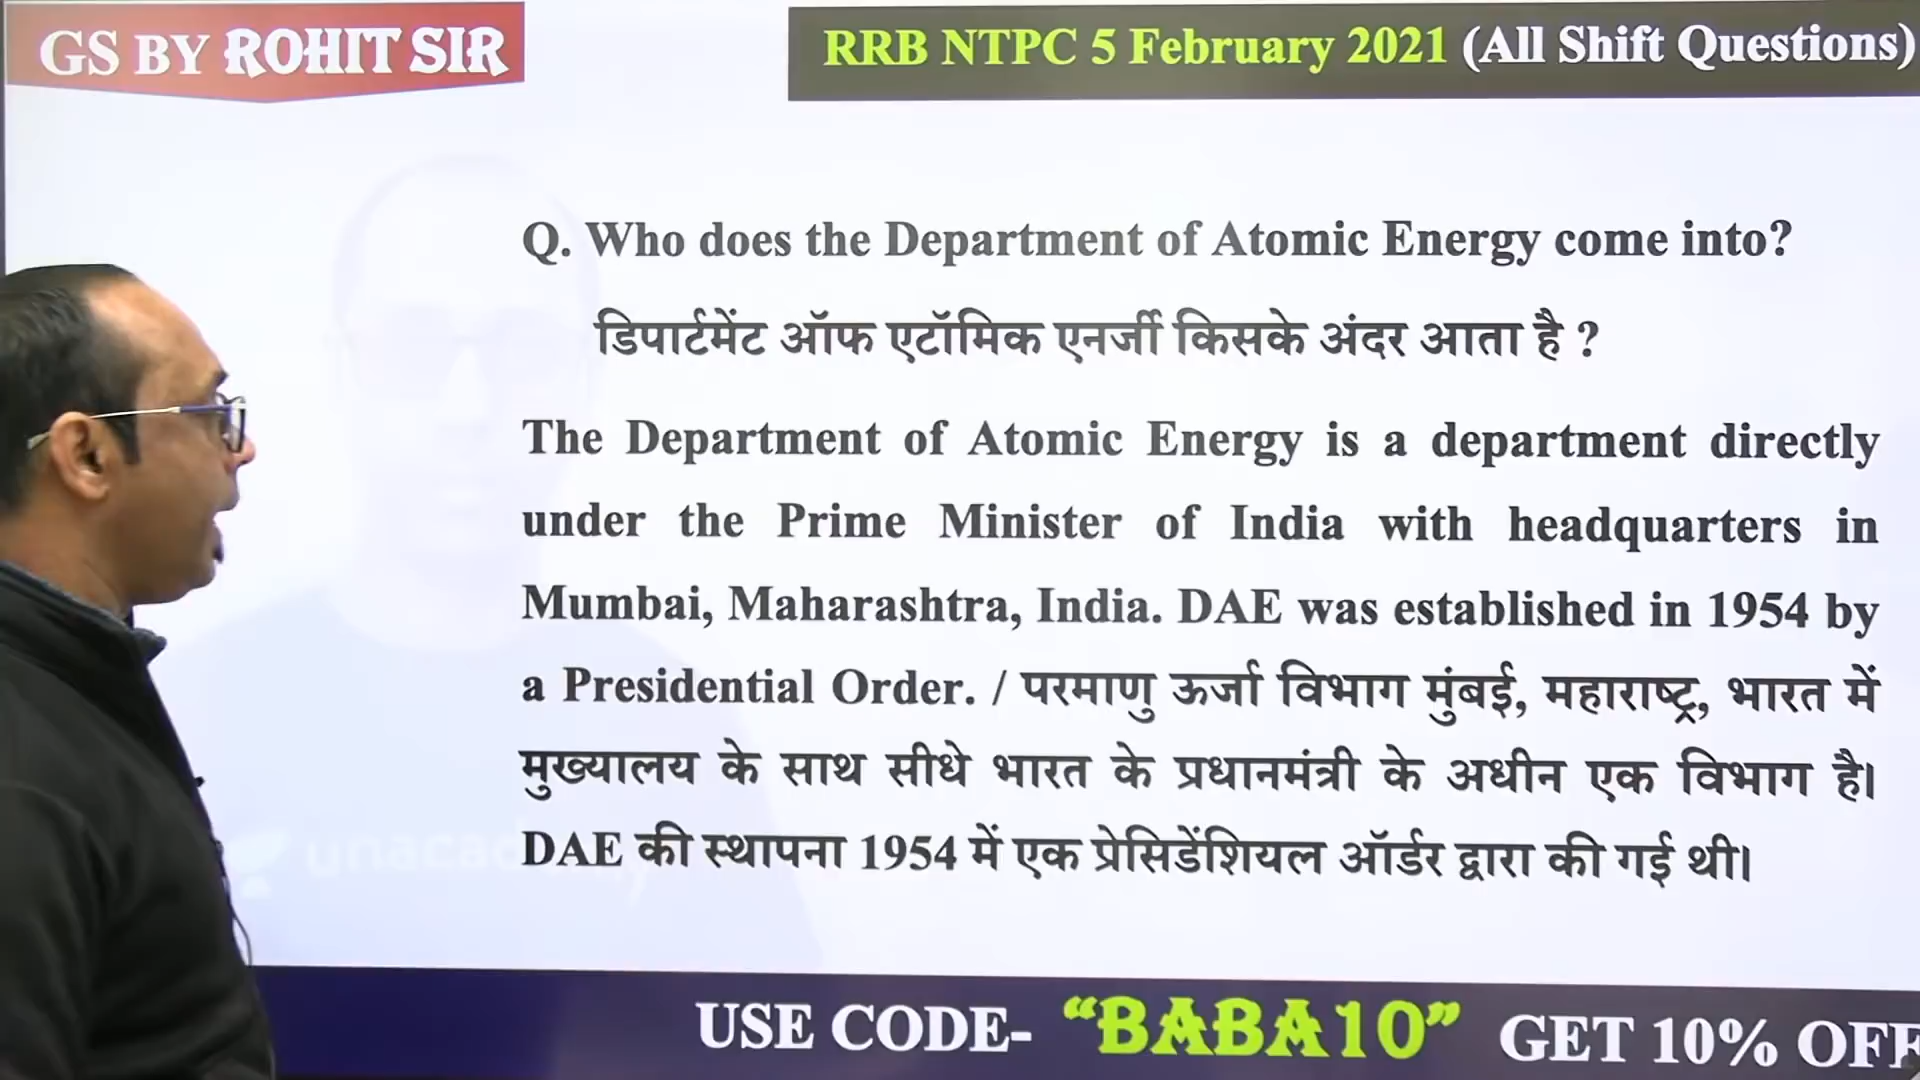 GS BY ROHIT SIR
RRB NTPC 5 February 2021 (All Shift Questions)
Q. Who does the Department of Atomic Energy come into?
डिपार्टमेंट ऑफ एटॉमिक एनर्जी किसके अंदर आता है ?
The Department of Atomic Energy is a department directly
under the Prime Minister of India with headquarters in
Mumbai, Maharashtra, India. DAE was established in 1954 by
a Presidential Order. / परमाणु ऊर्जा विभाग मुंबई, महाराष्ट्र, भारत में
मुख्यालय के साथ सीधे भारत के प्रधानमंत्री के अधीन एक विभाग है।
DAE की स्थापना 1954 में एक प्रेसिडेंशियल ऑर्डर द्वारा की गई थी।
unacademy
USE CODE- “BABA10” GET 10% OFF